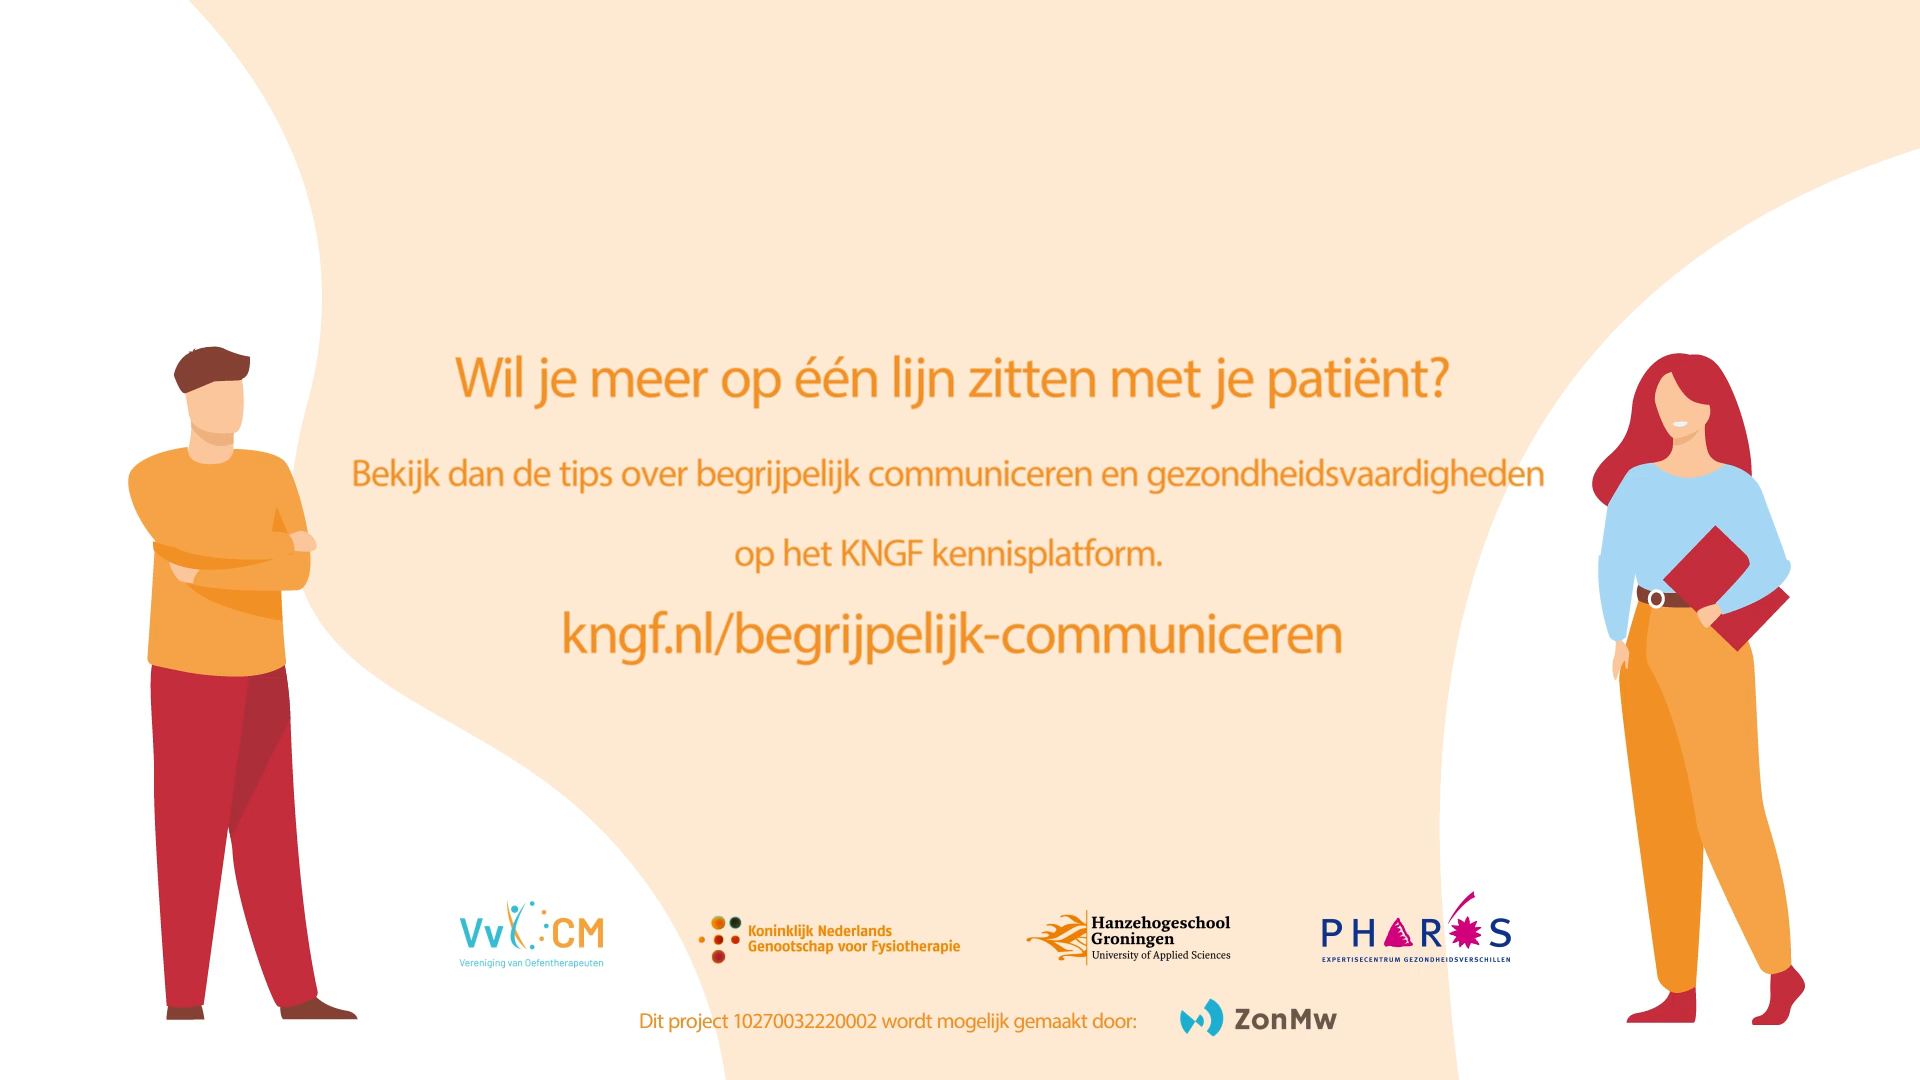 Wil je meer op één lijn zitten met je patiënt?
Bekijk dan de tips over begrijpelijk communiceren en gezondheidsvaardigheden
op het KNGF kennisplatform.
kngf.nl/begrijpelijk-communiceren
VvOCM
Vereniging van Oefentherapeuten
Koninklijk Nederlands
Genootschap voor Fysiotherapie
Hanzehogeschool
Groningen
University of Applied Sciences
PHAROS
EXPERTISECENTRUM GEZONDHEIDSVERSCHILLEN
Dit project 10270032220002 wordt mogelijk gemaakt door:
ZonMw